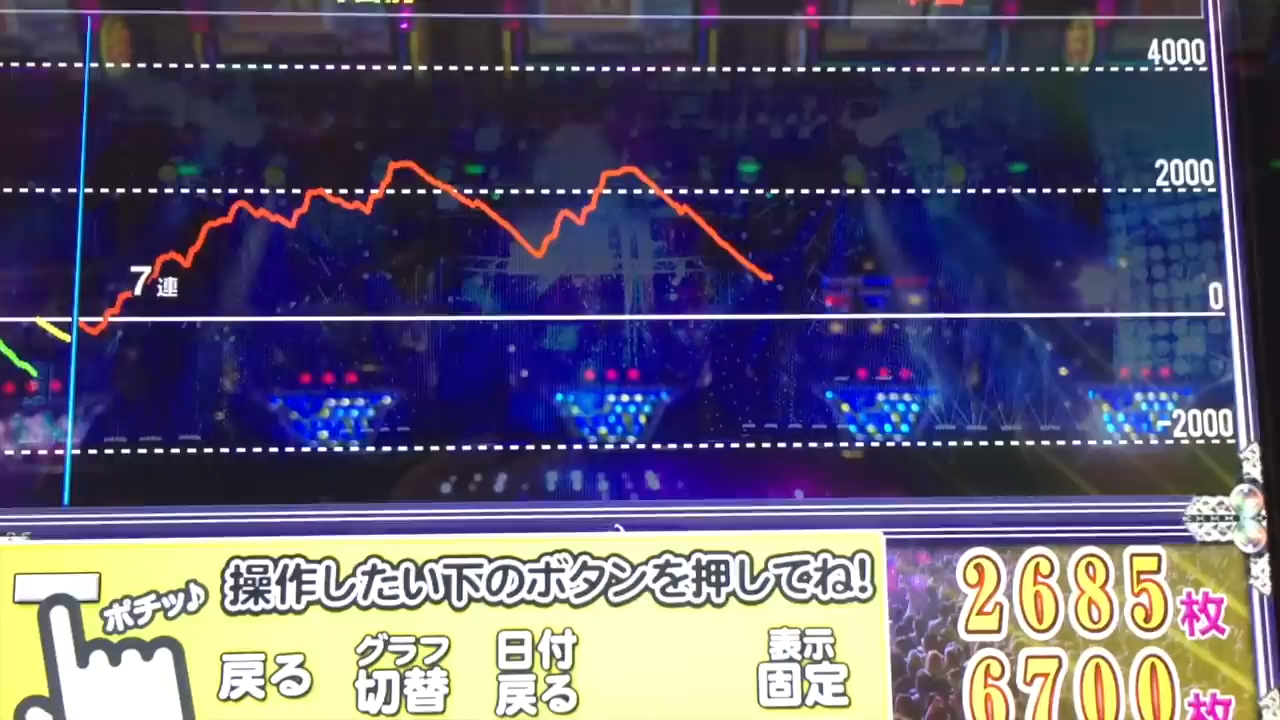 4000
2000
0
-2000
7連
ポチッ♪
操作したい下のボタンを押してね!
戻る
グラフ
切替
日付
戻る
表示
固定
2685枚
6700枚